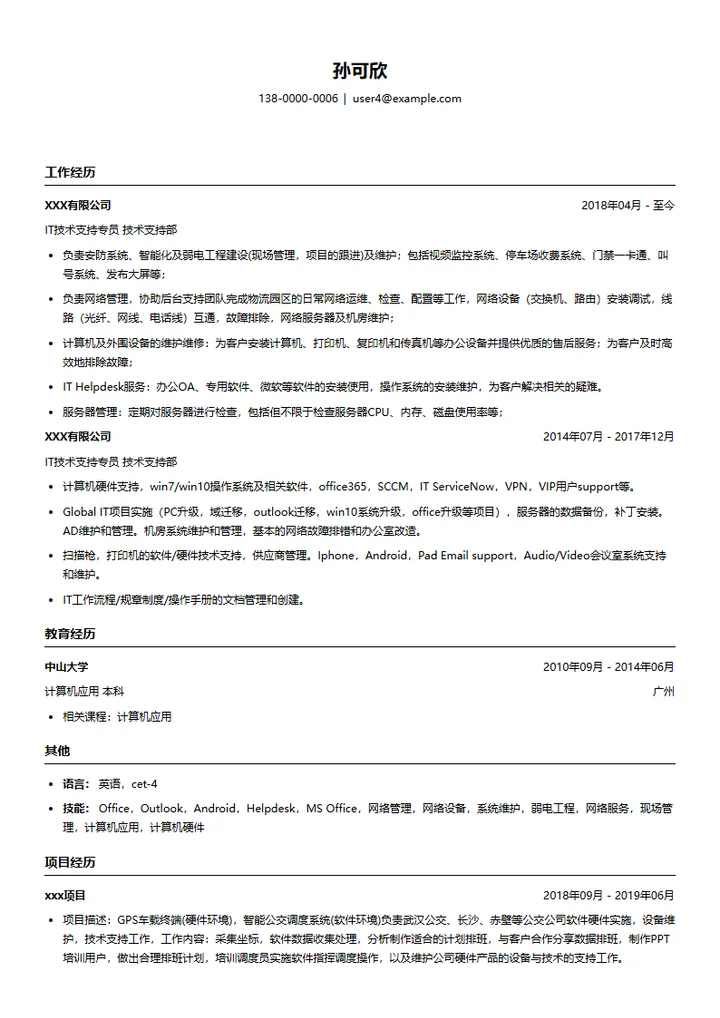 孙可欣
138-0000-0006 | user4@example.com
工作经历
XXX有限公司 2018年04月 - 至今
IT技术支持专员 技术支持部
• 负责安防系统、智能化及弱电工程建设(现场管理，项目的跟进)及维护；包括视频监控系统、停车场收费系统、门禁一卡通、叫
号系统、发布大屏等；
• 负责网络管理，协助后台支持团队完成物流园区的日常网络运维、检查、配置等工作，网络设备（交换机、路由）安装调试，线
路（光纤、网线、电话线）互通，故障排除，网络服务器及机房维护；
• 计算机及外围设备的维护维修：为客户安装计算机、打印机、复印机和传真机等办公设备并提供优质的售后服务；为客户及时高
效地排除故障；
• IT Helpdesk服务：办公OA、专用软件、微软等软件的安装使用，操作系统的安装维护，为客户解决相关的疑难。
• 服务器管理：定期对服务器进行检查，包括但不限于检查服务器CPU、内存、磁盘使用率等；
XXX有限公司 2014年07月 - 2017年12月
IT技术支持专员 技术支持部
• 计算机硬件支持，win7/win10操作系统及相关软件，office365，SCCM，IT ServiceNow，VPN，VIP用户support等。
• Global IT项目实施（PC升级，域迁移，outlook迁移，win10系统升级，office升级等项目），服务器的数据备份，补丁安装。
AD维护和管理。机房系统维护和管理，基本的网络故障排错和办公室改造。
• 扫描枪，打印机的软件/硬件技术支持，供应商管理。Iphone，Android，Pad Email support，Audio/Video会议室系统支持
和维护。
• IT工作流程/规章制度/操作手册的文档管理和创建。
教育经历
中山大学 2010年09月 - 2014年06月
计算机应用 本科 广州
• 相关课程：计算机应用
其他
• 语言： 英语，cet-4
• 技能： Office，Outlook，Android，Helpdesk，MS Office，网络管理，网络设备，系统维护，弱电工程，网络服务，现场管
理，计算机应用，计算机硬件
项目经历
xxx项目 2018年09月 - 2019年06月
• 项目描述：GPS车载终端(硬件环境)，智能公交调度系统(软件环境)负责武汉公交、长沙、赤壁等公交公司软件硬件实施，设备维
护，技术支持工作，工作内容：采集坐标，软件数据收集处理，分析制作适合的计划排班，与客户合作分享数据排班，制作PPT
培训用户，做出合理排班计划，培训调度员实施软件指挥调度操作，以及维护公司硬件产品的设备与技术的支持工作。